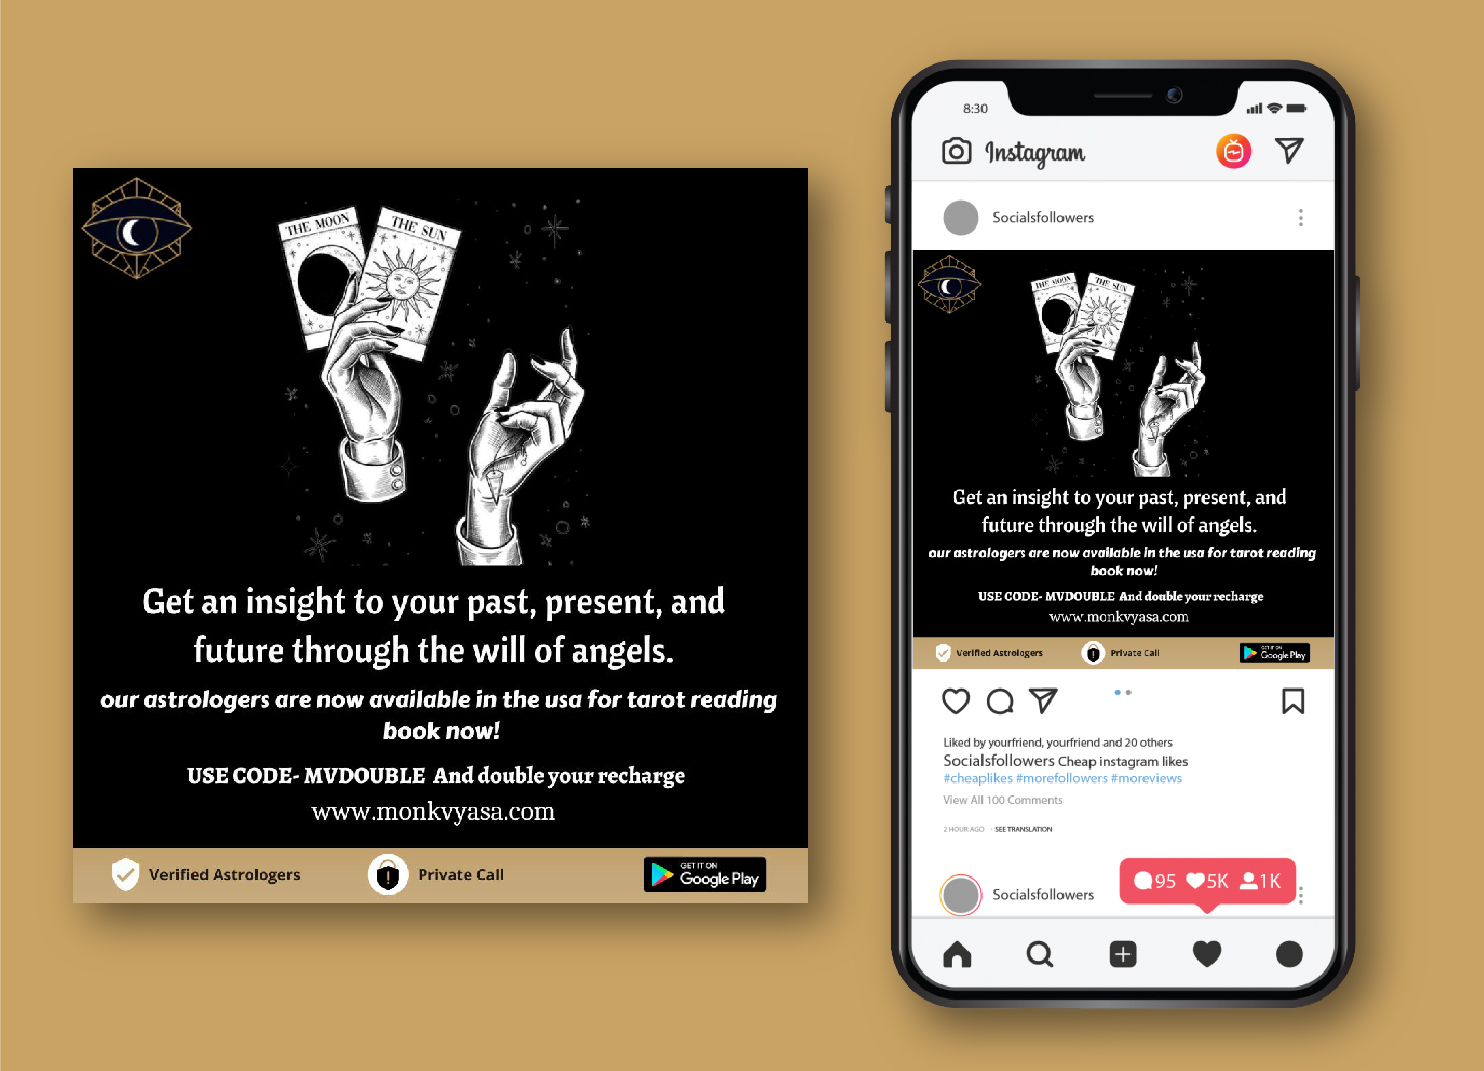 THE MOON
THE SUN
Get an insight to your past, present, and
future through the will of angels.
our astrologers are now available in the usa for tarot reading
book now!
USE CODE- MVDOUBLE And double your recharge
www.monkvyasa.com
Verified Astrologers
Private Call
GET IT ON
Google Play
8:30
Instagram
Socialsfollowers
THE MOON
THE SUN
Get an insight to your past, present, and
future through the will of angels.
our astrologers are now available in the usa for tarot reading
book now!
USE CODE- MVDOUBLE And double your recharge
www.monkvyasa.com
Verified Astrologers
Private Call
GET IT ON
Google Play
Liked by yourfriend, yourfriend and 20 others
Socialsfollowers Cheap instagram likes
#cheaplikes #morefollowers #moreviews
View All 100 Comments
2 HOUR AGO · SEE TRANSLATION
Socialsfollowers
95 5K 1K